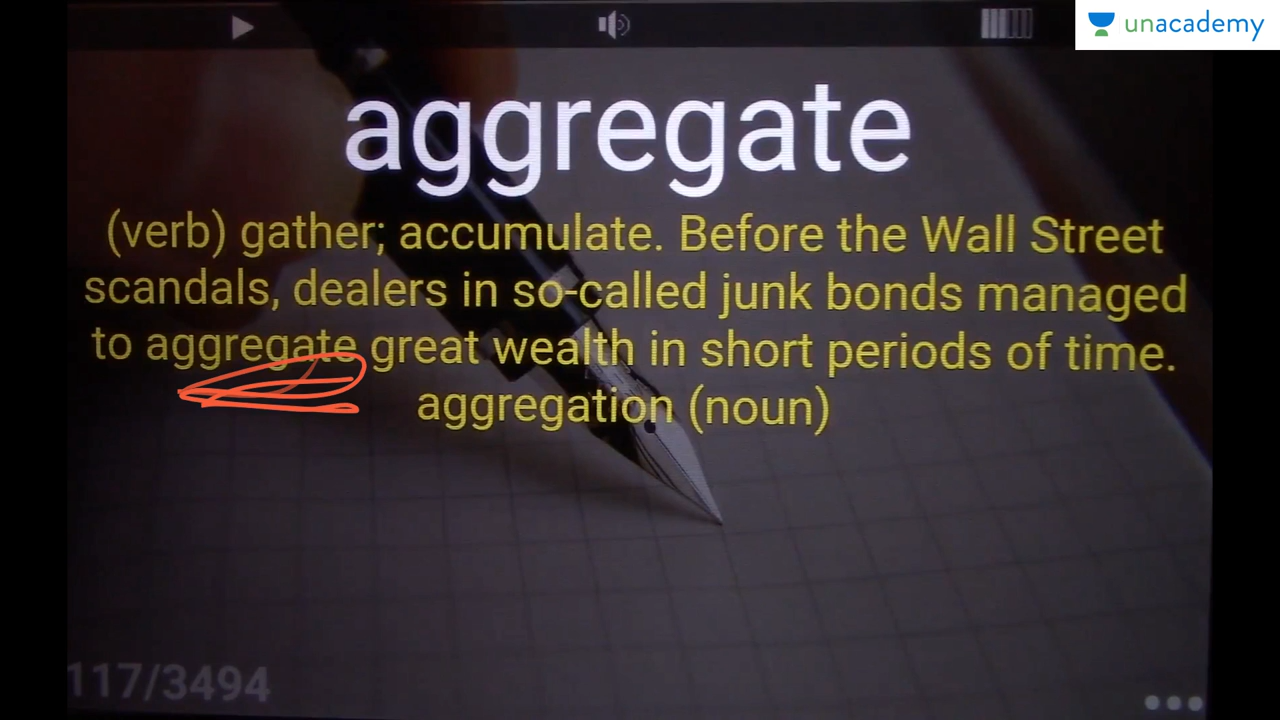 unacademy
aggregate
(verb) gather; accumulate. Before the Wall Street
scandals, dealers in so-called junk bonds managed
to aggregate great wealth in short periods of time.
aggregation (noun)
117/3494